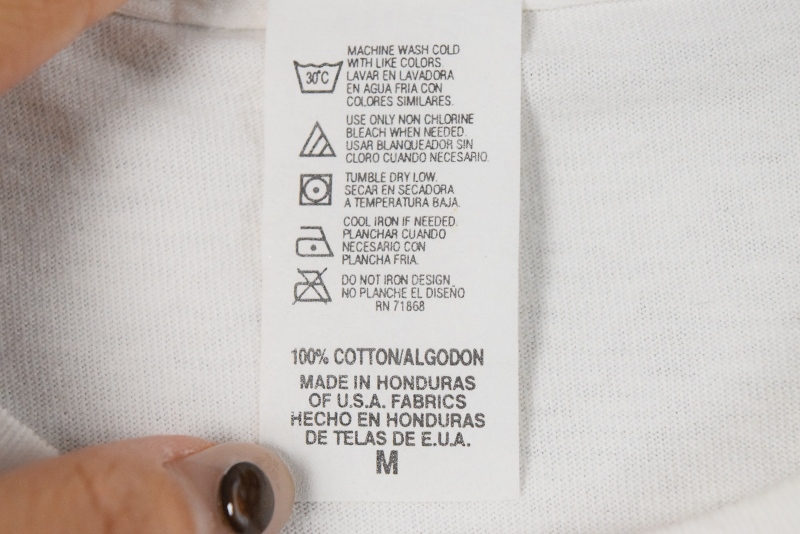 MACHINE WASH COLD
WITH LIKE COLORS.
LAVAR EN LAVADORA
EN AGUA FRIA CON
COLORES SIMILARES.
30°C
USE ONLY NON CHLORINE
BLEACH WHEN NEEDED.
USAR BLANQUEADOR SIN
CLORO CUANDO NECESARIO.
TUMBLE DRY LOW.
SECAR EN SECADORA
A TEMPERATURA BAJA.
COOL IRON IF NEEDED.
PLANCHAR CUANDO
NECESARIO CON
PLANCHA FRIA.
DO NOT IRON DESIGN.
NO PLANCHE EL DISEÑO
RN 71868
100% COTTON/ALGODON
MADE IN HONDURAS
OF U.S.A. FABRICS
HECHO EN HONDURAS
DE TELAS DE E.U.A.
M